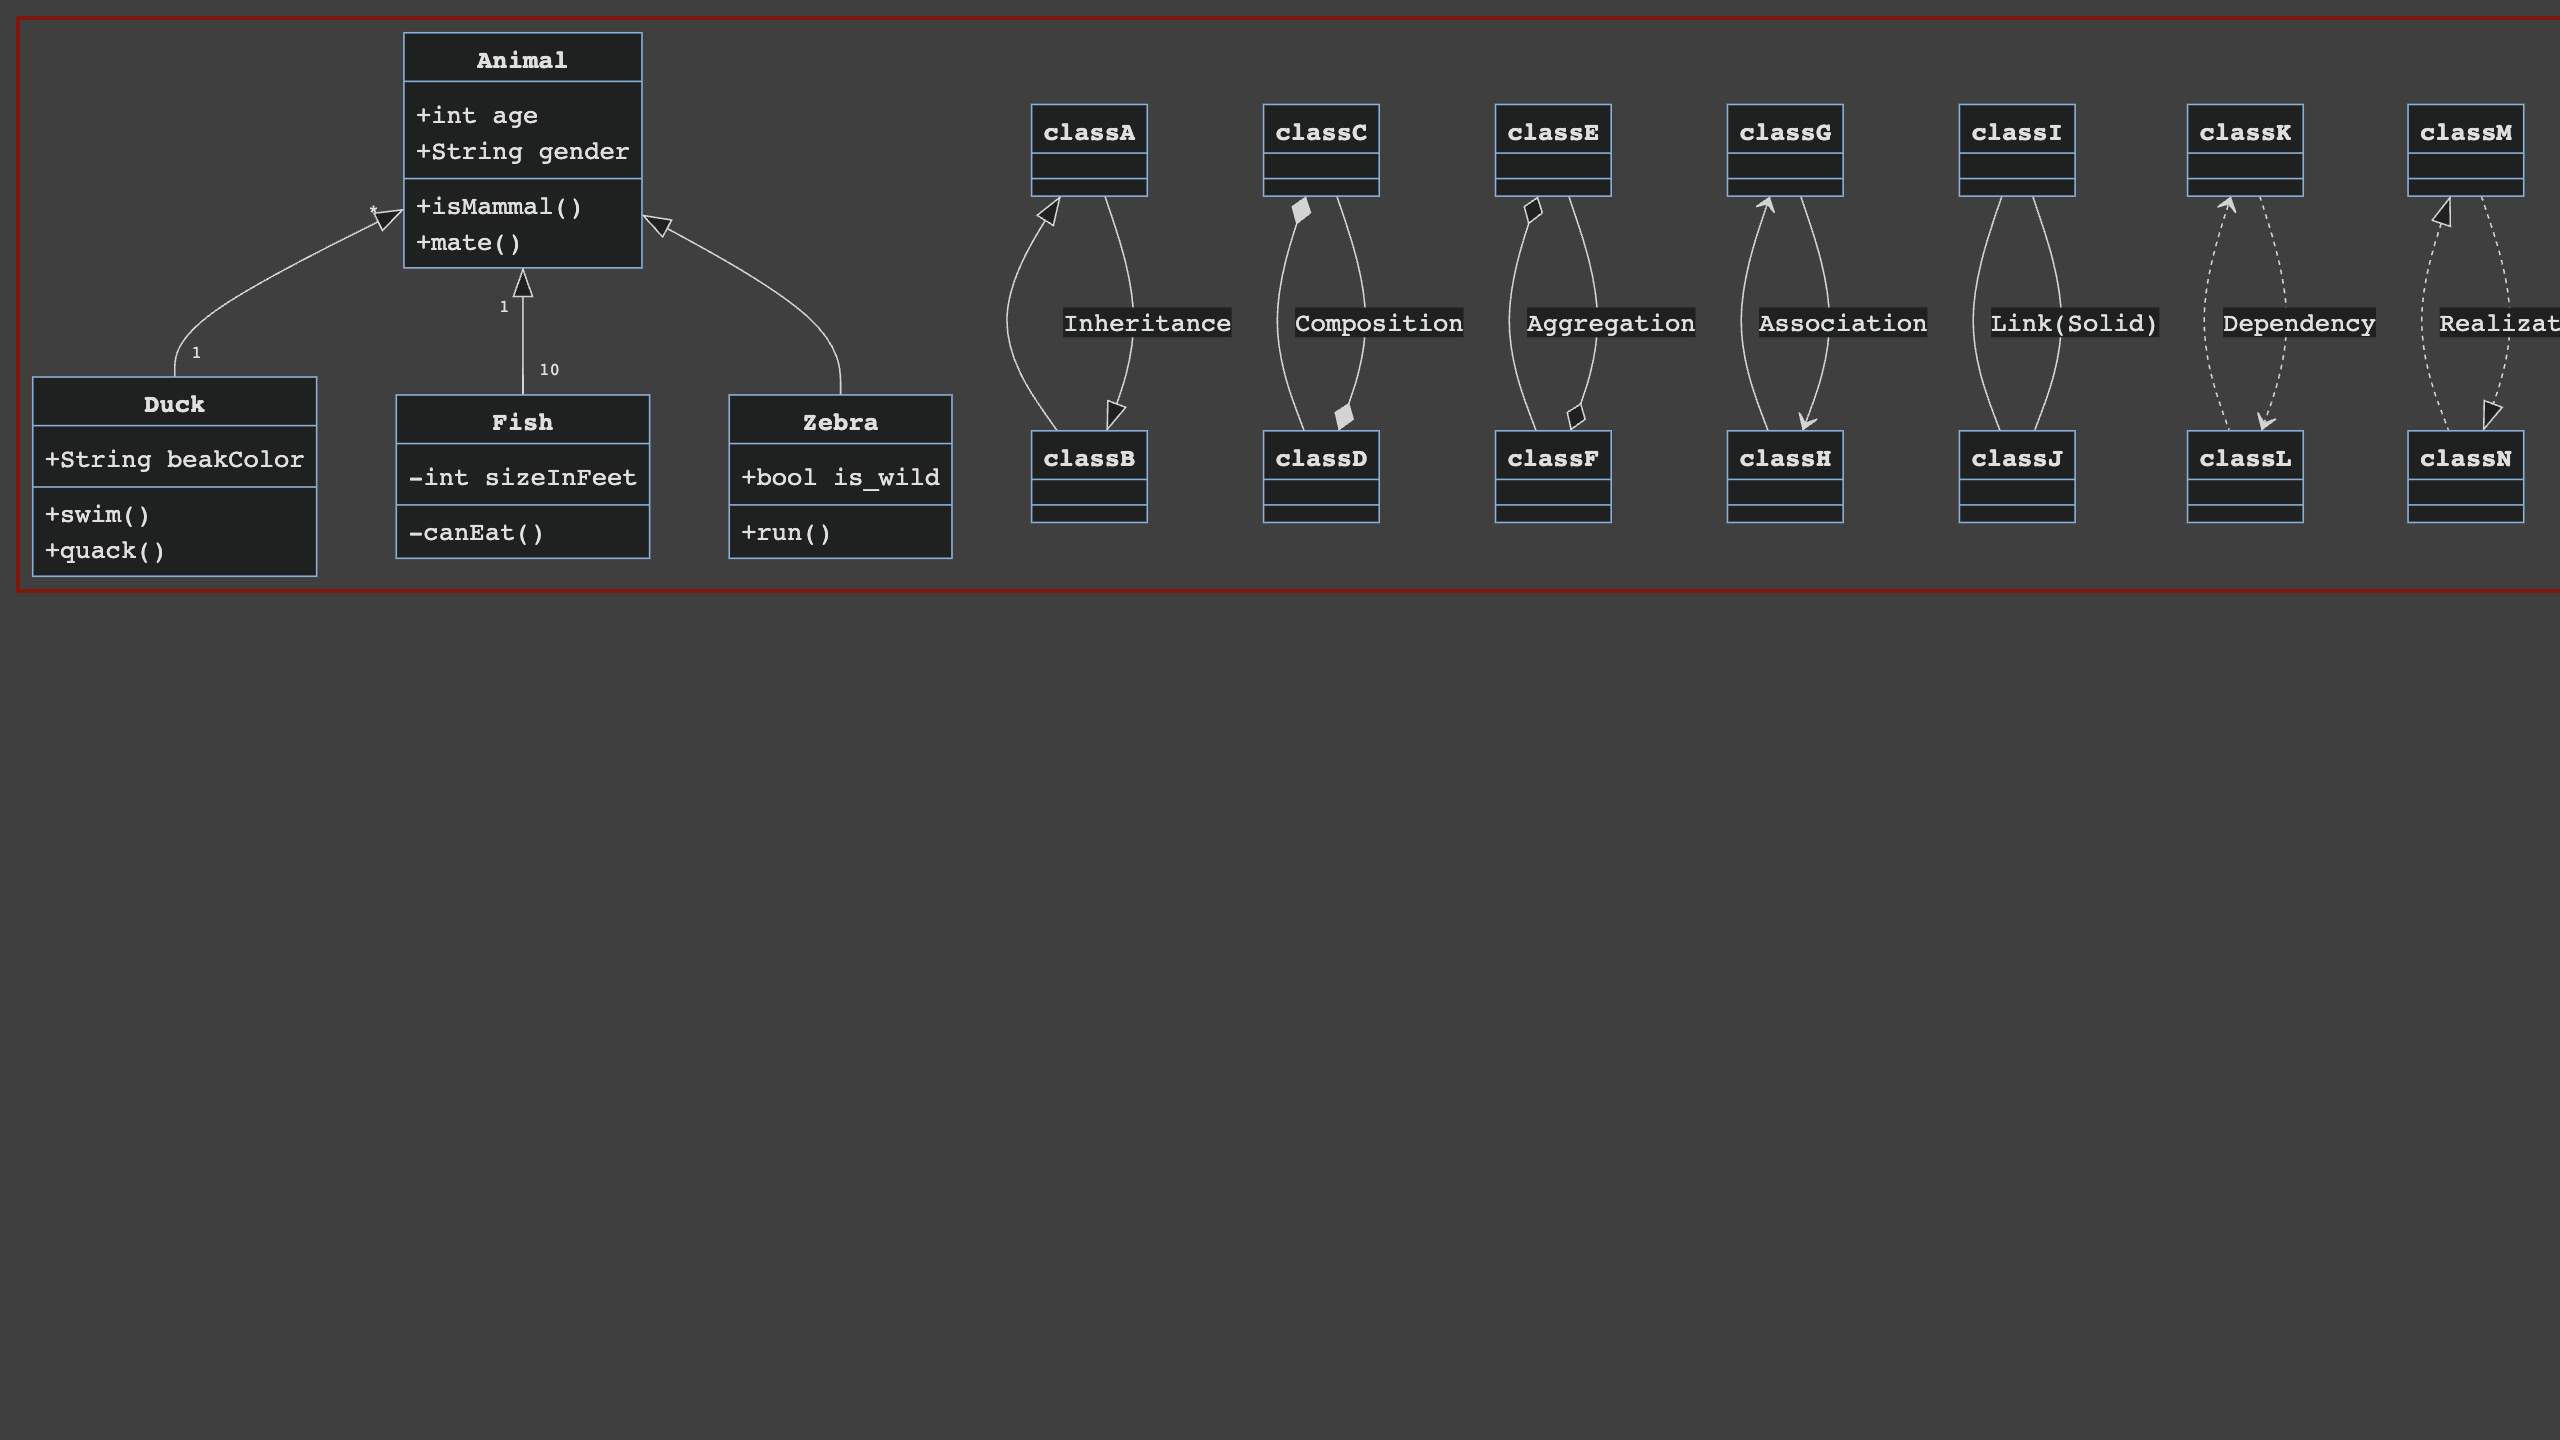 Animal
+int age
+String gender
+isMammal()
+mate()
*
1
1
10
Duck
+String beakColor
+swim()
+quack()
Fish
-int sizeInFeet
-canEat()
Zebra
+bool is_wild
+run()
classA
Inheritance
classB
classC
Composition
classD
classE
Aggregation
classF
classG
Association
classH
classI
Link(Solid)
classJ
classK
Dependency
classL
classM
Realizat
classN